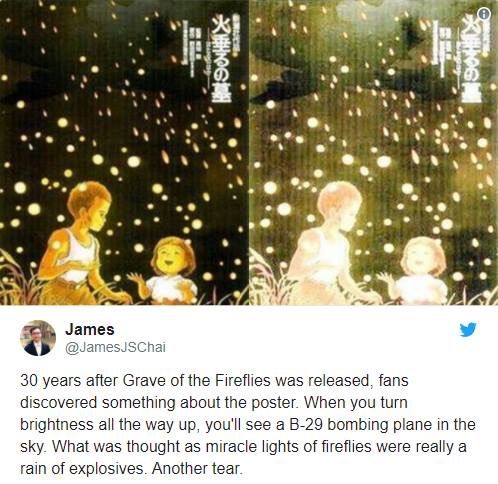 火垂るの墓
火垂るの墓
James
@JamesJSChai
30 years after Grave of the Fireflies was released, fans
discovered something about the poster. When you turn
brightness all the way up, you'll see a B-29 bombing plane in the
sky. What was thought as miracle lights of fireflies were really a
rain of explosives. Another tear.